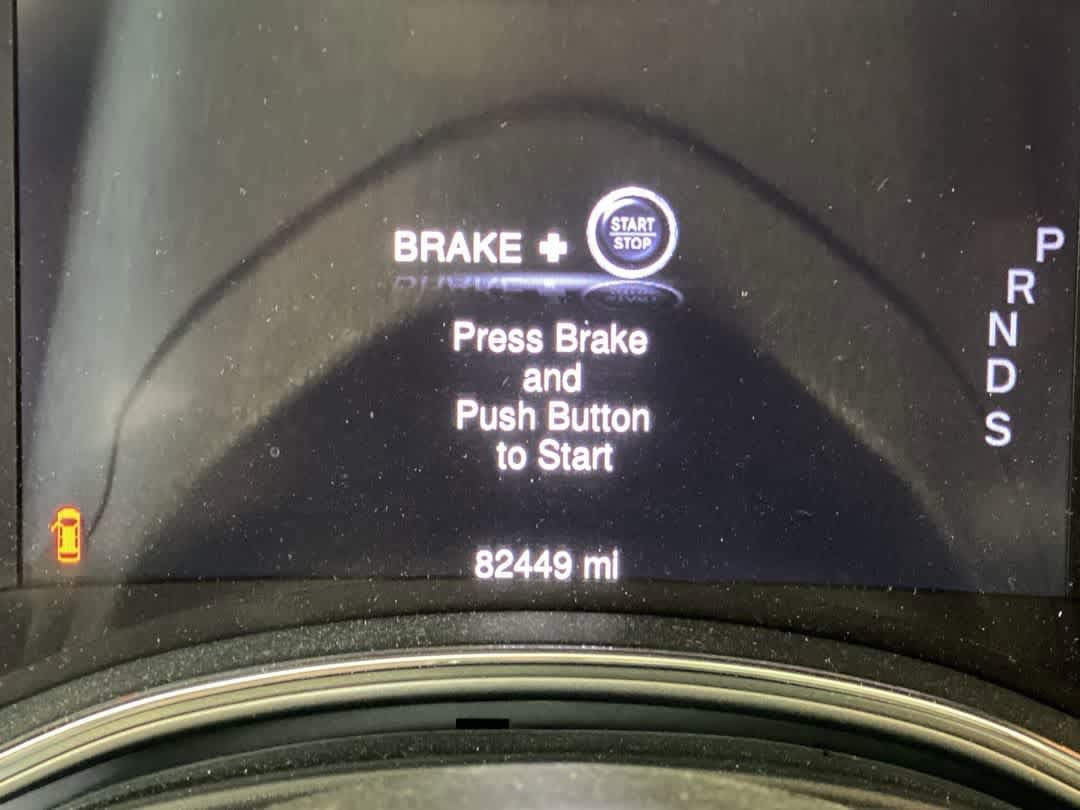 BRAKE + START
STOP
Press Brake
and
Push Button
to Start
P
R
N
D
S
82449 mi